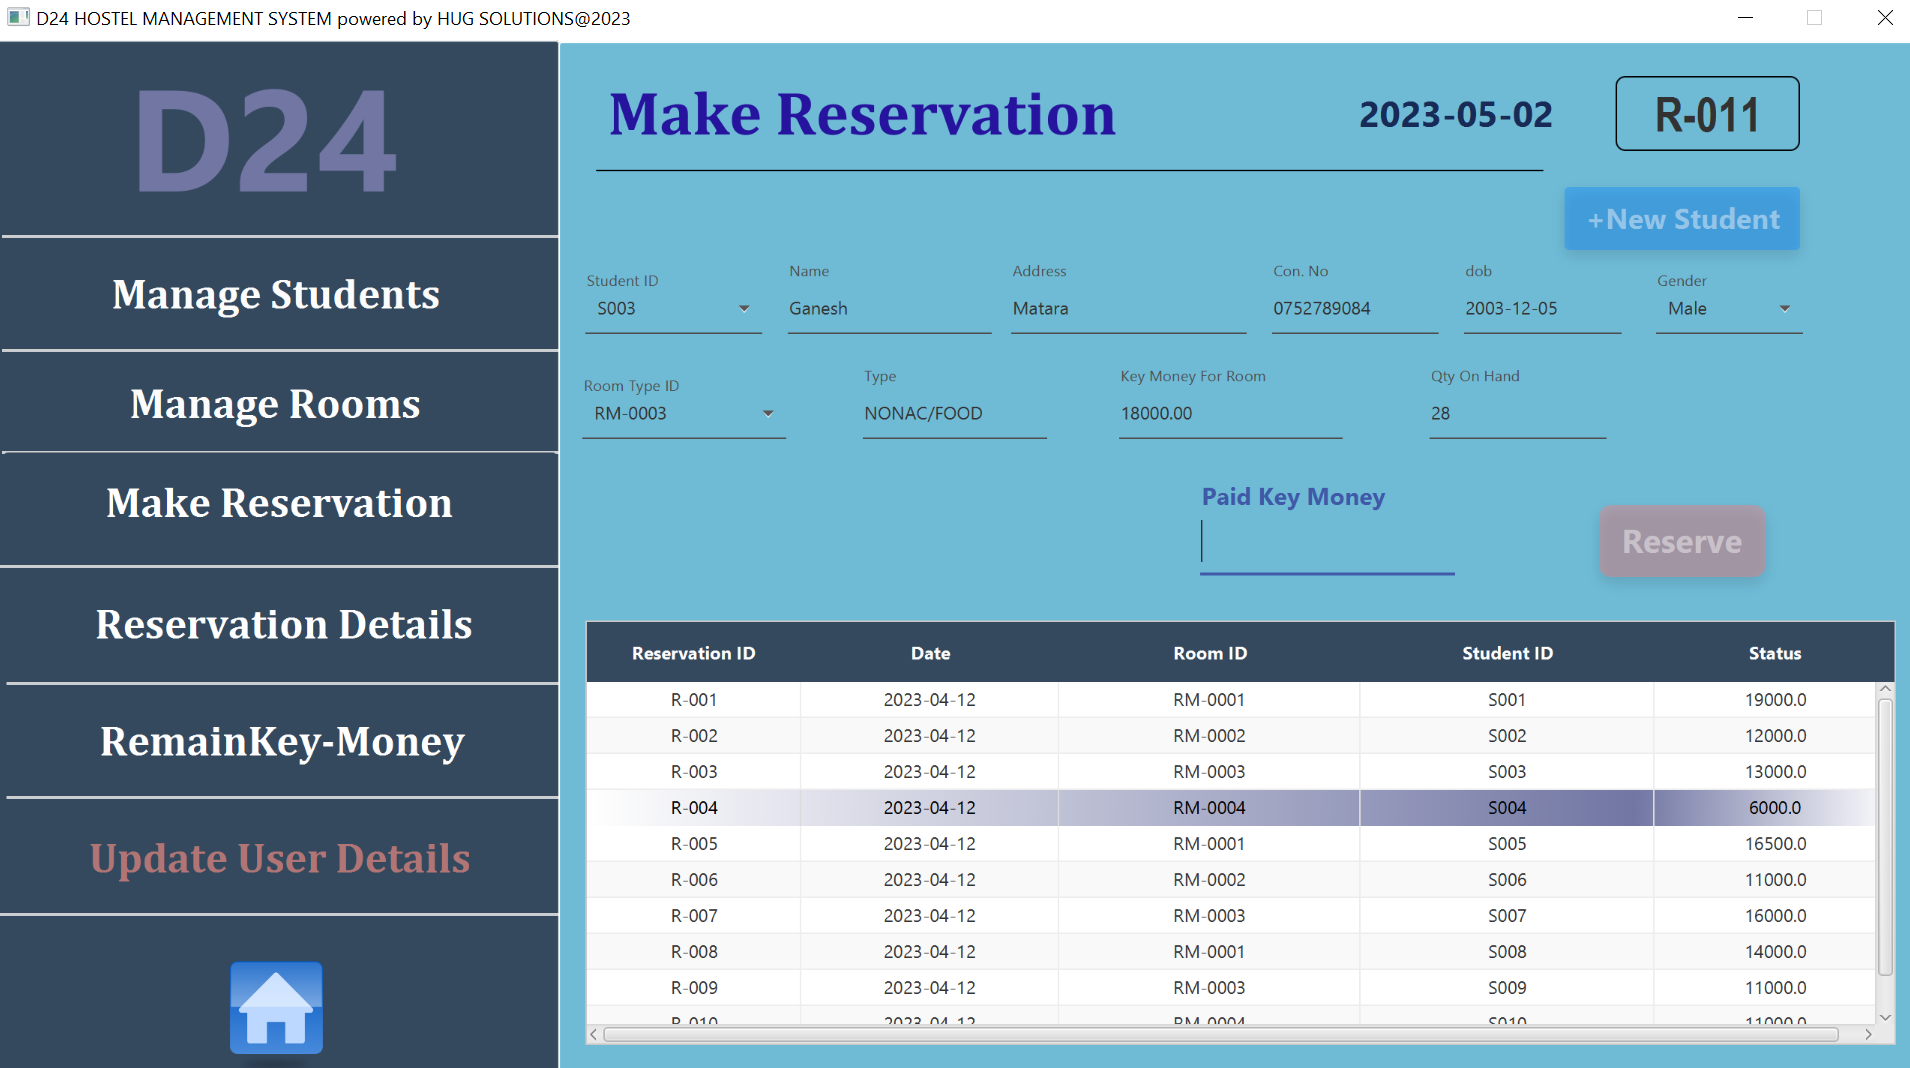 D24 HOSTEL MANAGEMENT SYSTEM powered by HUG SOLUTIONS@2023
D24
Manage Students
Manage Rooms
Make Reservation
Reservation Details
RemainKey-Money
Update User Details
Make Reservation 2023-05-02 R-011
+New Student
Student ID Name Address Con. No dob Gender
S003 Ganesh Matara 0752789084 2003-12-05 Male
Room Type ID Type Key Money For Room Qty On Hand
RM-0003 NONAC/FOOD 18000.00 28
Paid Key Money
Reserve
Reservation ID Date Room ID Student ID Status
R-001 2023-04-12 RM-0001 S001 19000.0
R-002 2023-04-12 RM-0002 S002 12000.0
R-003 2023-04-12 RM-0003 S003 13000.0
R-004 2023-04-12 RM-0004 S004 6000.0
R-005 2023-04-12 RM-0001 S005 16500.0
R-006 2023-04-12 RM-0002 S006 11000.0
R-007 2023-04-12 RM-0003 S007 16000.0
R-008 2023-04-12 RM-0001 S008 14000.0
R-009 2023-04-12 RM-0003 S009 11000.0
R-010 2023-04-12 RM-0004 S010 11000.0